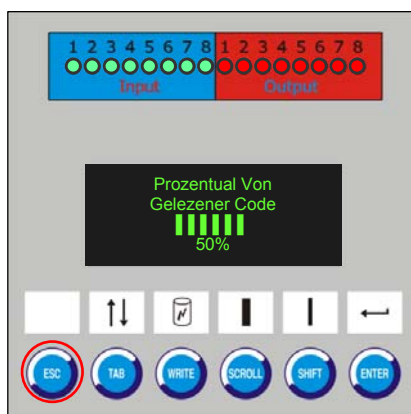 1 2 3 4 5 6 7 8 1 2 3 4 5 6 7 8
Input Output
Prozentual Von
Gelezener Code
50%
ESC TAB WRITE SCROLL SHIFT ENTER